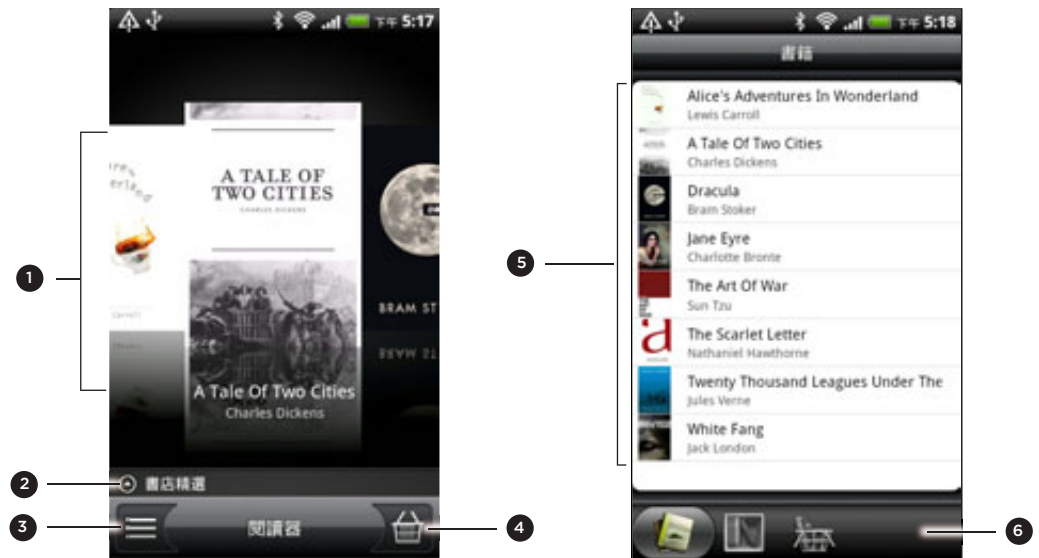 下午 5:17
A TALE OF
TWO CITIES
CHARLES DICKENS
BRAM ST
A Tale Of Two Cities
Charles Dickens
書店精選
閱讀器
1
2
3
4
下午 5:18
書籍
Alice's Adventures In Wonderland
Lewis Carroll
A Tale Of Two Cities
Charles Dickens
Dracula
Bram Stoker
Jane Eyre
Charlotte Bronte
The Art Of War
Sun Tzu
The Scarlet Letter
Nathaniel Hawthorne
Twenty Thousand Leagues Under The
Jules Verne
White Fang
Jack London
5
6